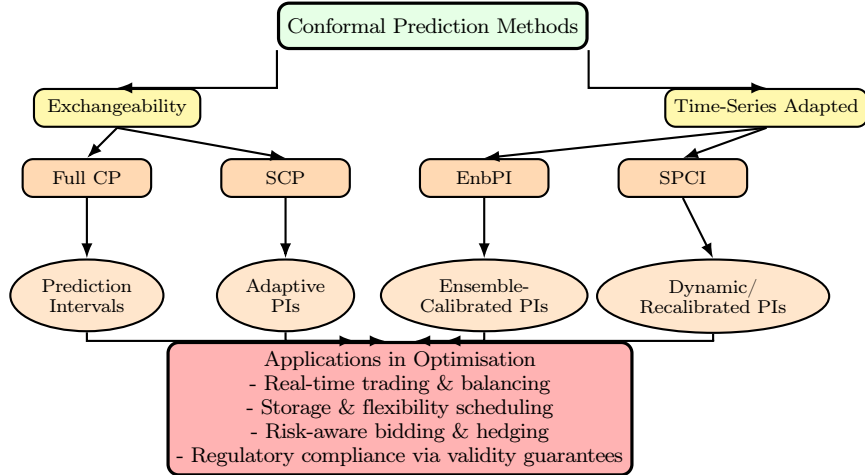 Conformal Prediction Methods
Exchangeability
Time-Series Adapted
Full CP
SCP
EnbPI
SPCI
Prediction
Intervals
Adaptive
PIs
Ensemble-
Calibrated PIs
Dynamic/
Recalibrated PIs
Applications in Optimisation
- Real-time trading & balancing
- Storage & flexibility scheduling
- Risk-aware bidding & hedging
- Regulatory compliance via validity guarantees